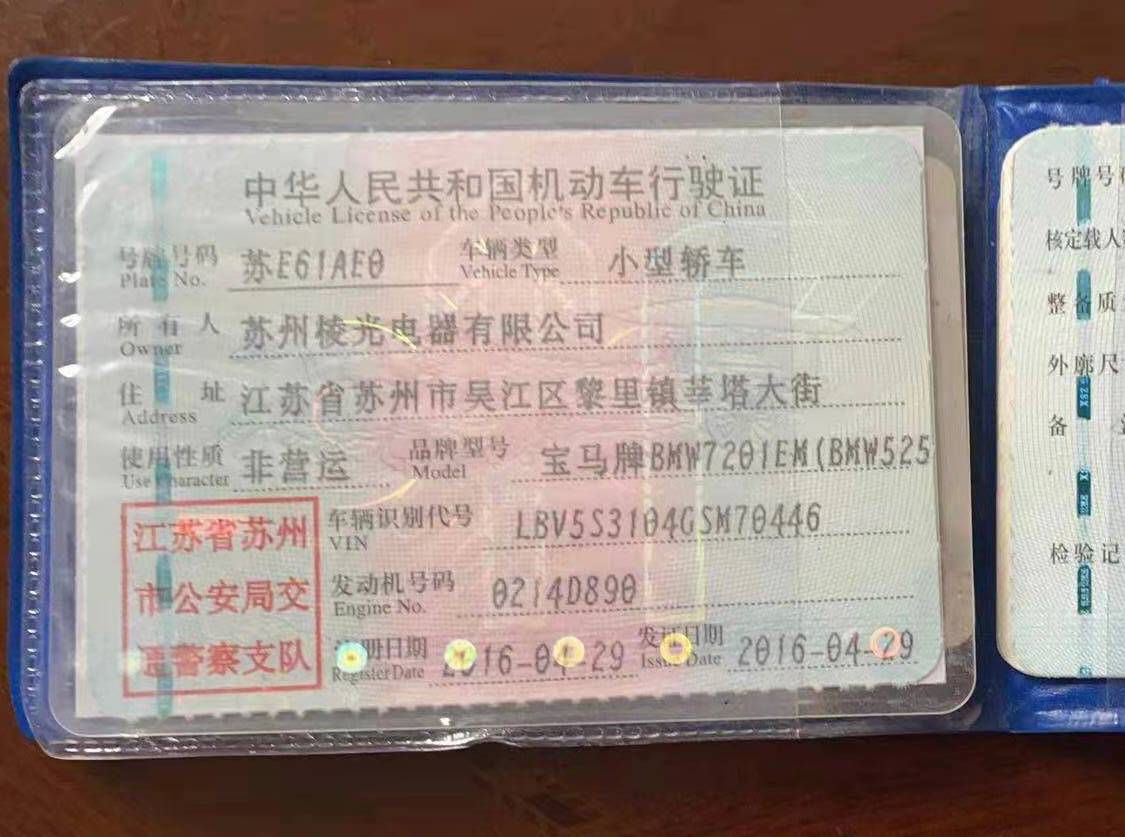 中华人民共和国机动车行驶证
Vehicle License of the People's Republic of China
号牌号码 苏E61AE0 车辆类型 小型轿车
Plate No. Vehicle Type
所有人 苏州棱光电器有限公司
Owner
住址 江苏省苏州市吴江区黎里镇莘塔大街
Address
使用性质 非营运 品牌型号 宝马牌BMW7201EM(BMW525
Use Character Model
江苏省苏州
市公安局交
通警察支队
车辆识别代号 LBV5S3104GSM70446
VIN
发动机号码 0214D890
Engine No.
注册日期 2016-04-29 发证日期 2016-04-29
Register Date Issue Date
号牌号码
核定载人
整备质
外廓尺
备
检验记